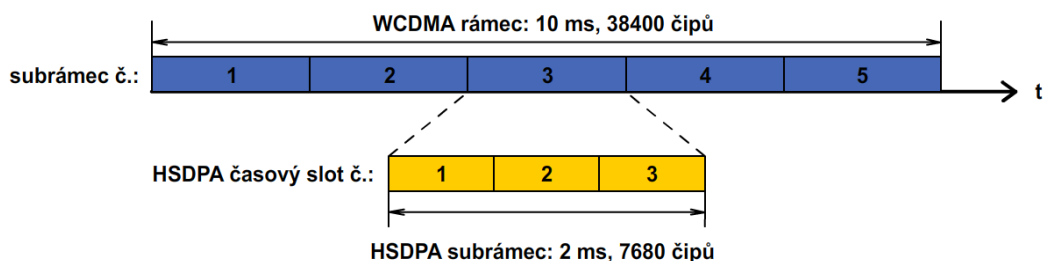 WCDMA rámec: 10 ms, 38400 čipů
subrámec č.: 1 2 3 4 5
t
HSDPA časový slot č.: 1 2 3
HSDPA subrámec: 2 ms, 7680 čipů